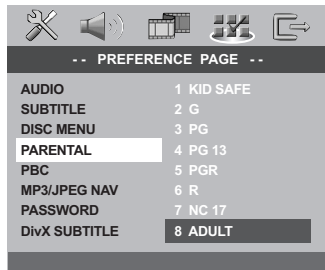 -- PREFERENCE PAGE --
AUDIO 1 KID SAFE
SUBTITLE 2 G
DISC MENU 3 PG
PARENTAL 4 PG 13
PBC 5 PGR
MP3/JPEG NAV 6 R
PASSWORD 7 NC 17
DivX SUBTITLE 8 ADULT